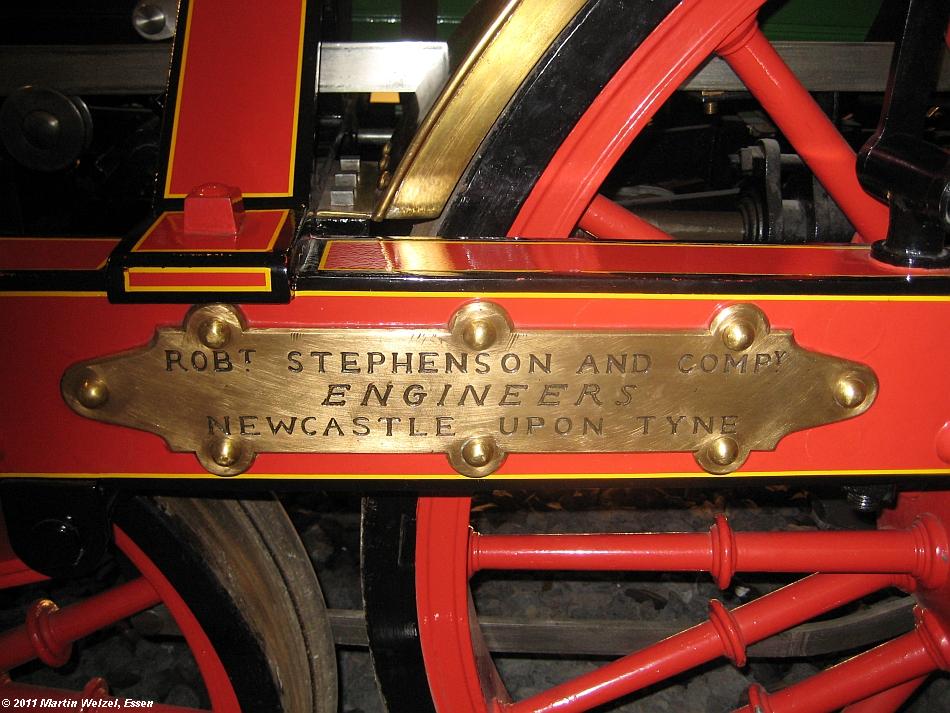 ROBT STEPHENSON AND COMPY
ENGINEERS
NEWCASTLE UPON TYNE
© 2011 Martin Welzel, Essen